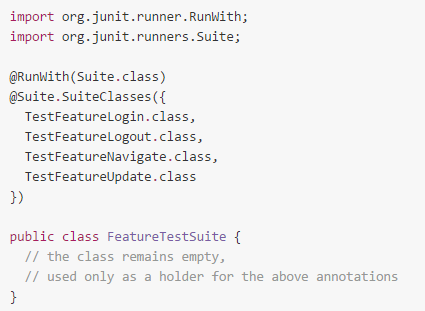 import org.junit.runner.RunWith;
import org.junit.runners.Suite;
@RunWith(Suite.class)
@Suite.SuiteClasses({
  TestFeatureLogin.class,
  TestFeatureLogout.class,
  TestFeatureNavigate.class,
  TestFeatureUpdate.class
})
public class FeatureTestSuite {
  // the class remains empty,
  // used only as a holder for the above annotations
}